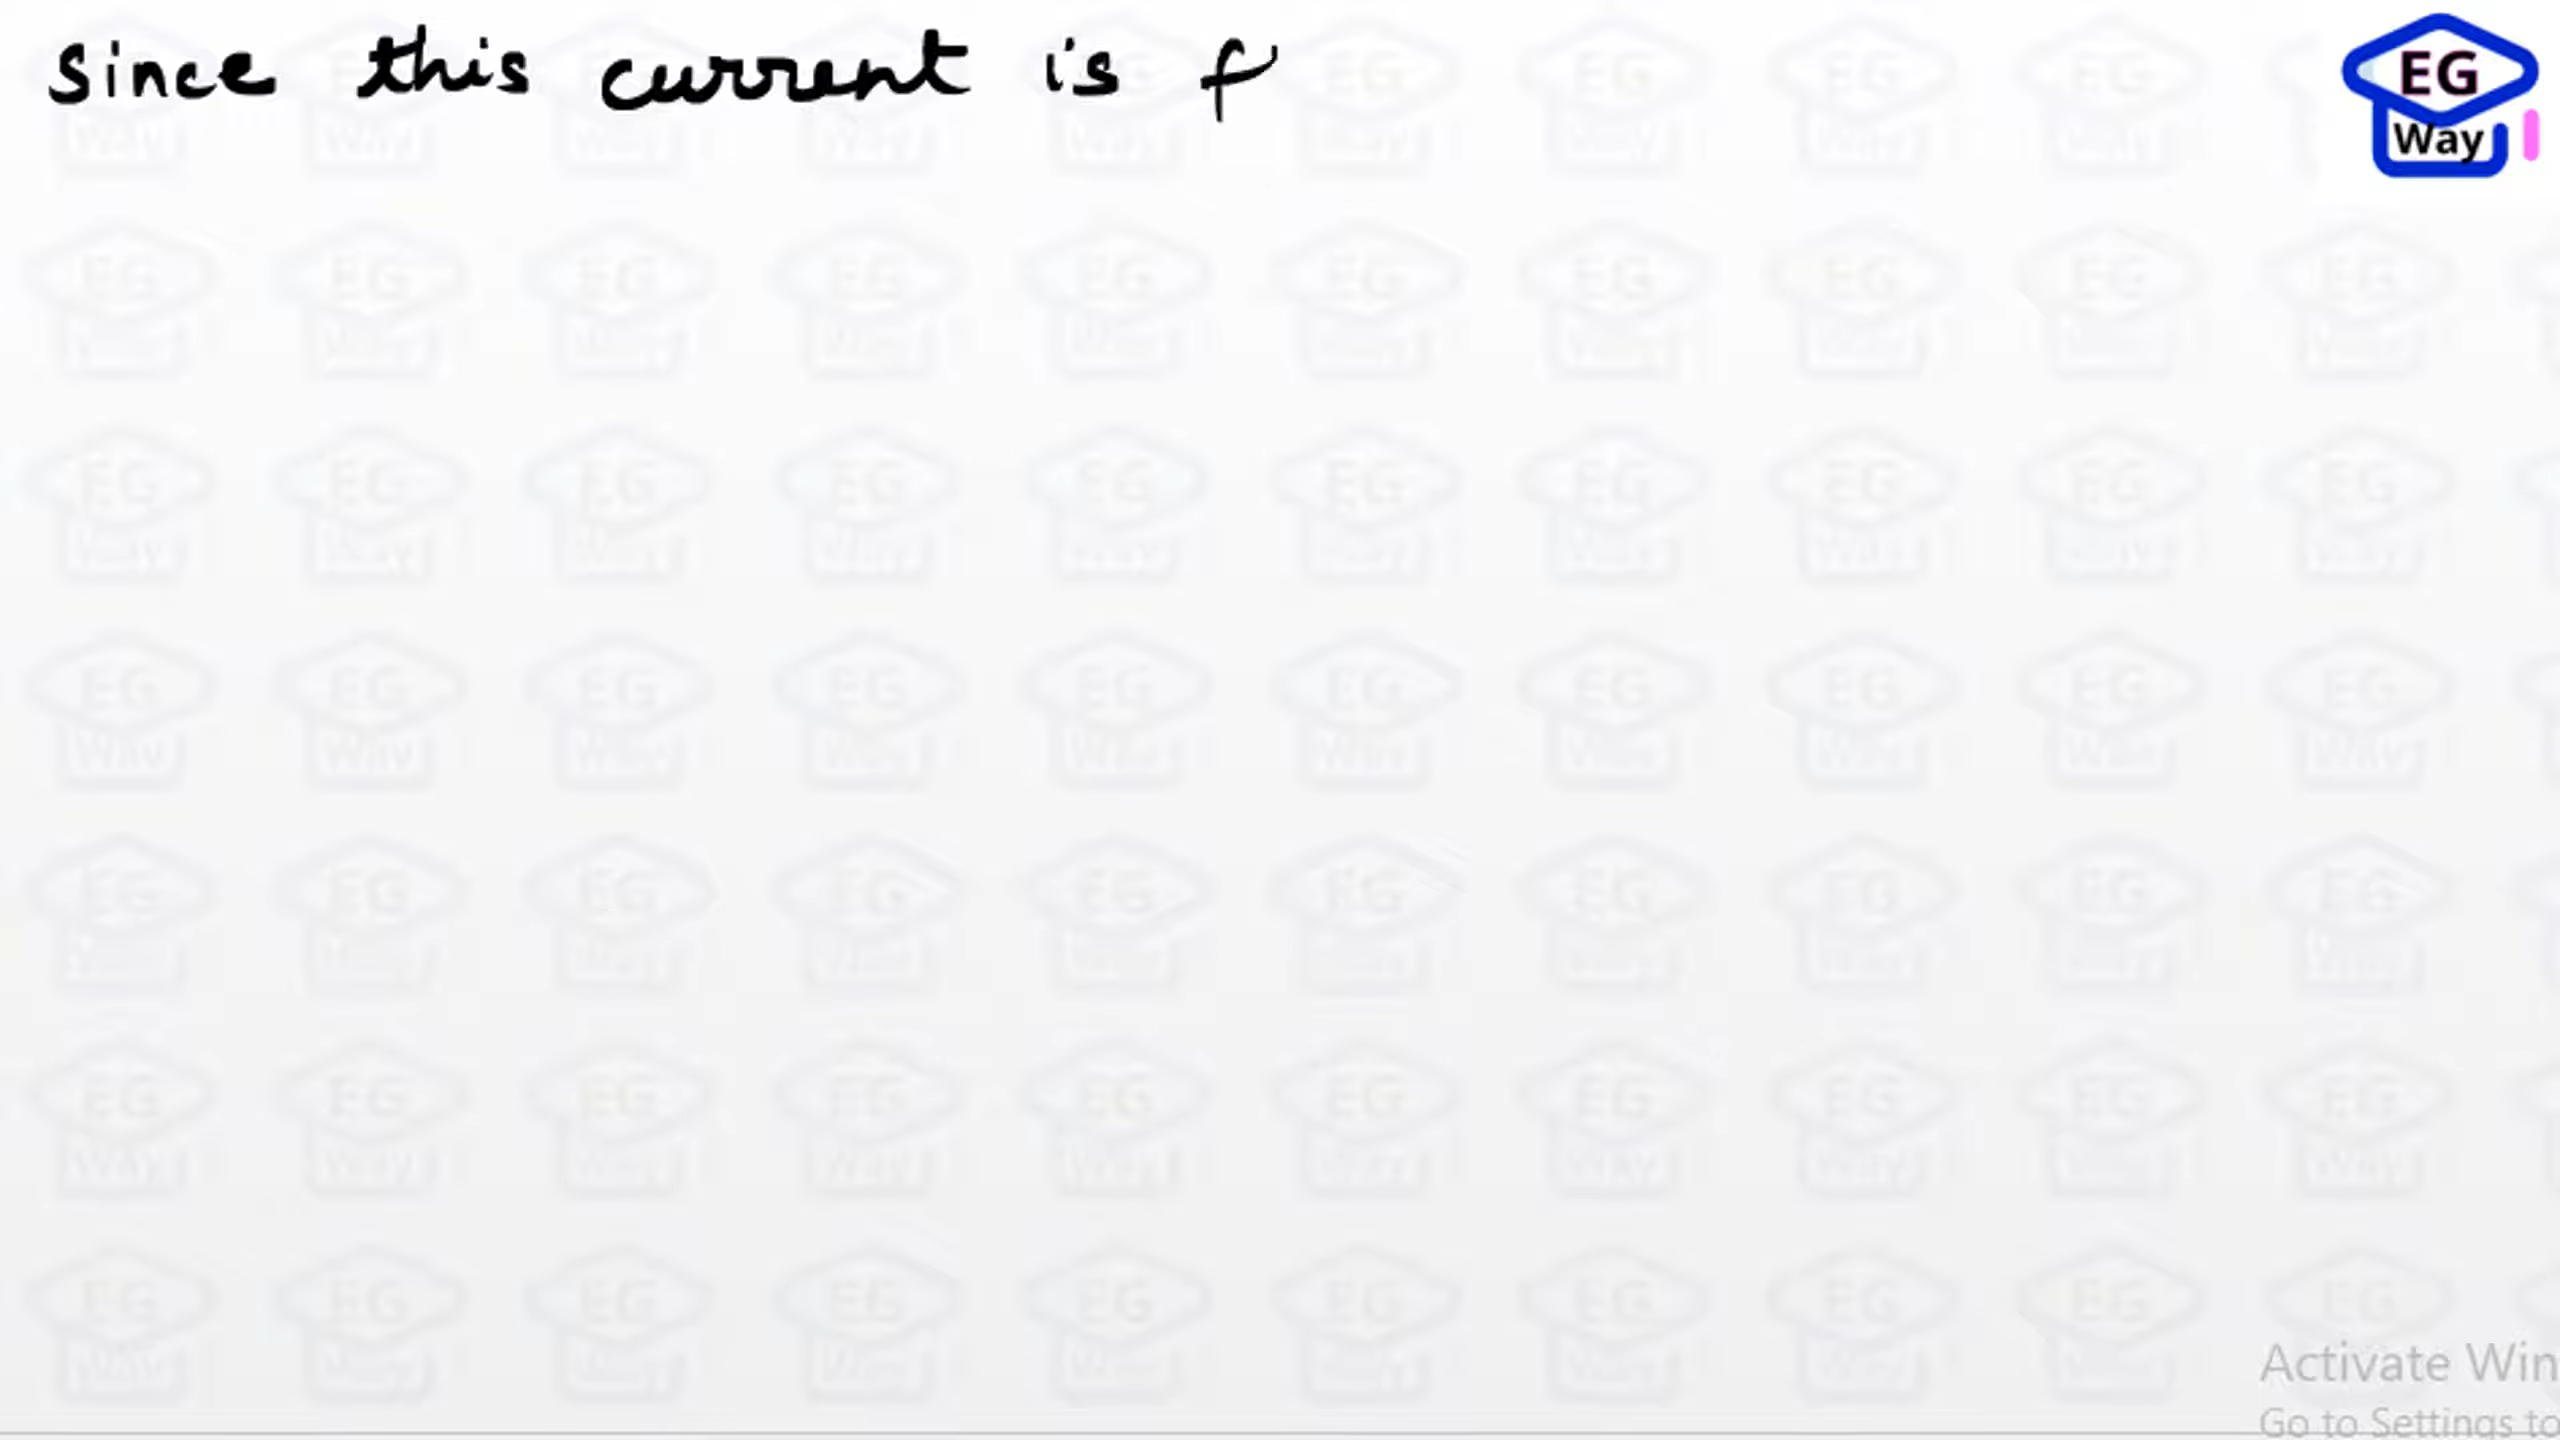 since this current is f
EG
Way
Activate Win
Go to Settings to